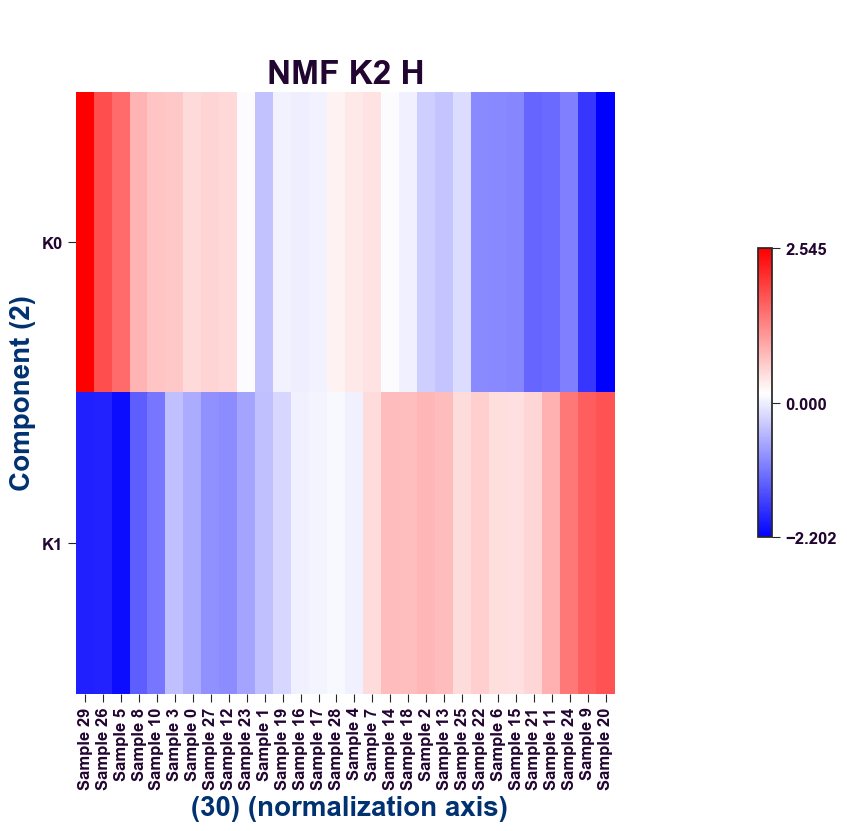 NMF K2 H
K0
K1
Component (2)
2.545
0.000
−2.202
Sample 29
Sample 26
Sample 5
Sample 8
Sample 10
Sample 3
Sample 0
Sample 27
Sample 12
Sample 23
Sample 1
Sample 19
Sample 16
Sample 17
Sample 28
Sample 4
Sample 7
Sample 14
Sample 18
Sample 2
Sample 13
Sample 25
Sample 22
Sample 6
Sample 15
Sample 21
Sample 11
Sample 24
Sample 9
Sample 20
(30) (normalization axis)